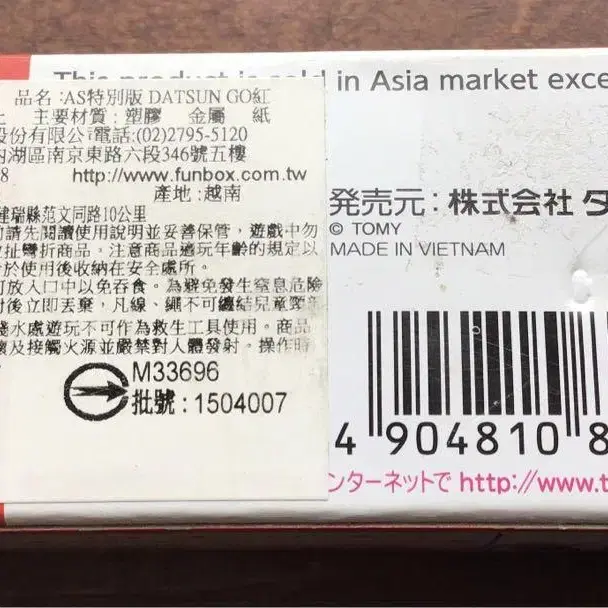 This product is sold in Asia market exce
品名:AS特別版 DATSUN GO紅
主要材質:塑膠 金屬 紙
股份有限公司電話:(02)2795-5120
內湖區南京東路六段346號五樓
8 http://www.funbox.com.tw
產地:越南
建瑞縣范文同路10公里
請先閱讀使用說明並妥善保管，遊戲中勿
扯彎折商品，注意商品適玩年齡的規定以
於使用後收納在安全處所。
可放入口中以免吞食。為避免發生窒息危險
封後立即丟棄，凡線、繩不可纏結兒童頸部
淺水處遊玩不可作為救生工具使用。商品
壞及接觸火源並嚴禁對人體發射。操作時
M33696
批號:1504007
発売元:株式会社 タ
© TOMY
MADE IN VIETNAM
4 904810 8
ンターネットで http://www.t